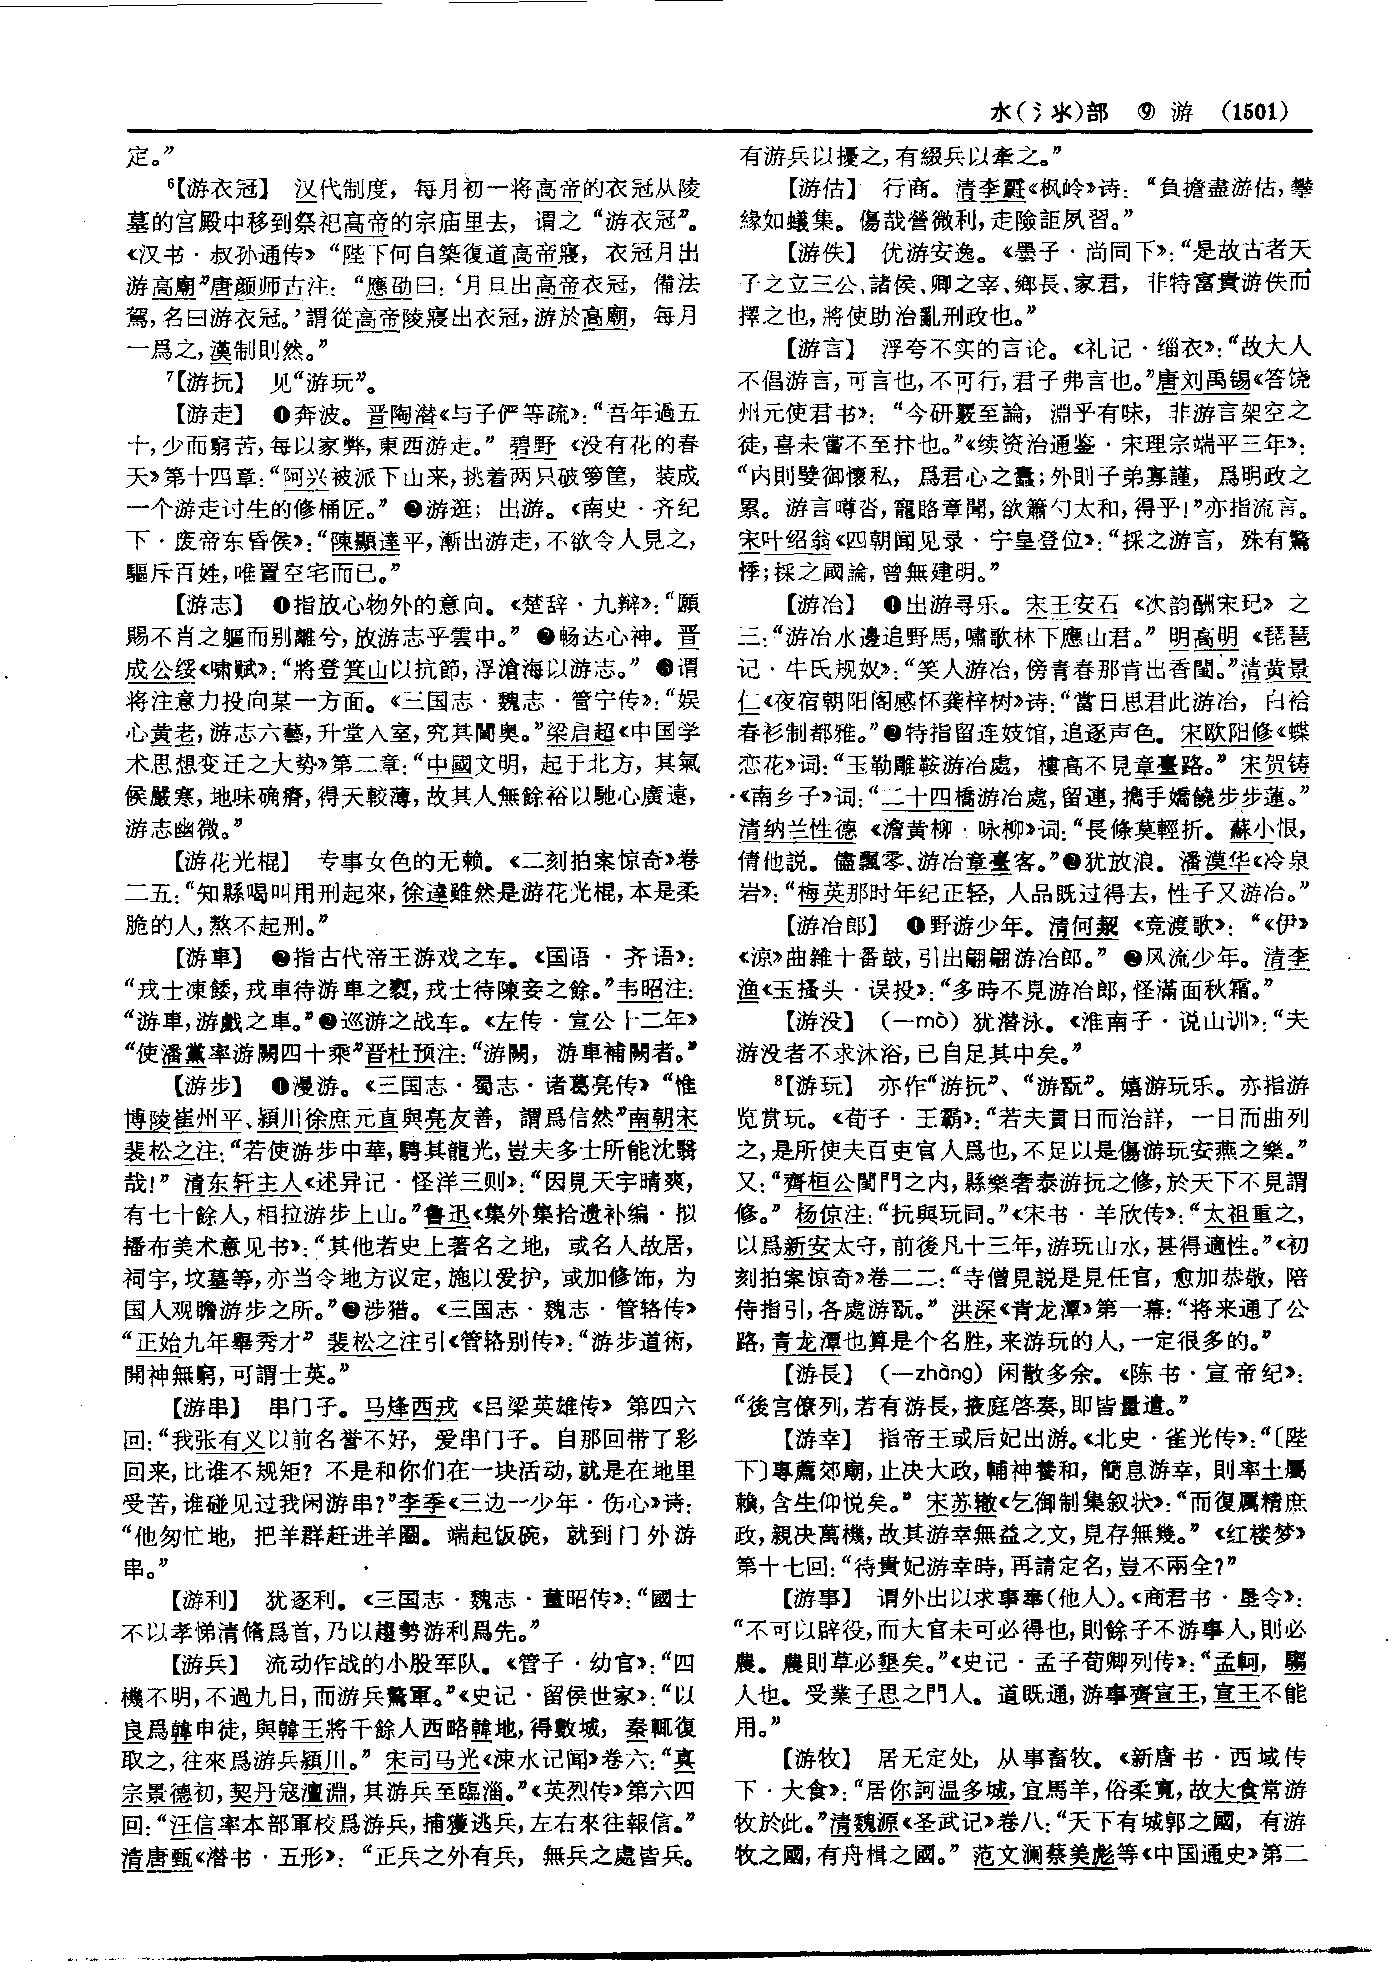 水(氵氺)部　⑨　游　(1501)
定。”
⁶【游衣冠】　汉代制度，每月初一将高帝的衣冠从陵
墓的宫殿中移到祭祀高帝的宗庙里去，谓之“游衣冠”。
《汉书·叔孙通传》“陛下何自築復道高帝寢，衣冠月出
游高廟”唐颜师古注：“應劭曰：‘月旦出高帝衣冠，備法
駕，名曰游衣冠。’謂從高帝陵寢出衣冠，游於高廟，每月
一爲之，漢制則然。”
⁷【游抏】　见“游玩”。
【游走】　❶奔波。晋陶潜《与子俨等疏》：“吾年過五
十，少而窮苦，每以家弊，東西游走。”碧野《没有花的春
天》第十四章：“阿兴被派下山来，挑着两只破箩筐，装成
一个游走讨生的修桶匠。”❷游逛；出游。《南史·齐纪
下·废帝东昏侯》：“陳顯達平，漸出游走，不欲令人見之，
驅斥百姓，唯置空宅而已。”
【游志】　❶指放心物外的意向。《楚辞·九辩》：“願
賜不肖之軀而别離兮，放游志乎雲中。”❷畅达心神。晋
成公绥《啸赋》：“將登箕山以抗節，浮滄海以游志。”❸谓
将注意力投向某一方面。《三国志·魏志·管宁传》：“娱
心黄老，游志六藝，升堂入室，究其閫奥。”梁启超《中国学
术思想变迁之大势》第二章：“中國文明，起于北方，其氣
候嚴寒，地味确瘠，得天較薄，故其人無餘裕以馳心廣遠，
游志幽微。”
【游花光棍】　专事女色的无赖。《二刻拍案惊奇》卷
二五：“知縣喝叫用刑起來，徐達雖然是游花光棍，本是柔
脆的人，熬不起刑。”
【游車】　❶指古代帝王游戏之车。《国语·齐语》：
“戎士凍餒，戎車待游車之裂，戎士待陳妾之餘。”韦昭注：
“游車，游戲之車。”❷巡游之战车。《左传·宣公十二年》
“使潘黨率游闕四十乘”晋杜预注：“游闕，游車補闕者。”
【游步】　❶漫游。《三国志·蜀志·诸葛亮传》“惟
博陵崔州平、潁川徐庶元直與亮友善，謂爲信然”南朝宋
裴松之注：“若使游步中華，騁其龍光，豈夫多士所能沈翳
哉！”清东轩主人《述异记·怪洋三则》：“因見天宇晴爽，
有七十餘人，相拉游步上山。”鲁迅《集外集拾遗补编·拟
播布美术意见书》：“其他若史上著名之地，或名人故居，
祠宇，坟墓等，亦当令地方议定，施以爱护，或加修饰，为
国人观瞻游步之所。”❷涉猎。《三国志·魏志·管辂传》
“正始九年舉秀才”裴松之注引《管辂别传》：“游步道術，
開神無窮，可謂士英。”
【游串】　串门子。马烽西戎《吕梁英雄传》第四六
回：“我张有义以前名誉不好，爱串门子。自那回带了彩
回来，比谁不规矩？不是和你们在一块活动，就是在地里
受苦，谁碰见过我闲游串？”李季《三边一少年·伤心》诗：
“他匆忙地，把羊群赶进羊圈。端起饭碗，就到门外游
串。”
【游利】　犹逐利。《三国志·魏志·董昭传》：“國士
不以孝悌清脩爲首，乃以趨勢游利爲先。”
【游兵】　流动作战的小股军队。《管子·幼官》：“四
機不明，不過九日，而游兵驚軍。”《史记·留侯世家》：“以
良爲韓申徒，與韓王將千餘人西略韓地，得數城，秦輒復
取之，往來爲游兵潁川。”宋司马光《涑水记闻》卷六：“真
宗景德初，契丹寇澶淵，其游兵至臨淄。”《英烈传》第六四
回：“汪信率本部軍校爲游兵，捕獲逃兵，左右來往報信。”
清唐甄《潜书·五形》：“正兵之外有兵，無兵之處皆兵。
有游兵以擾之，有綴兵以牽之。”
【游估】　行商。清李霨《枫岭》诗：“負擔盡游估，攀
緣如蟻集。傷哉營微利，走險詎夙習。”
【游佚】　优游安逸。《墨子·尚同下》：“是故古者天
子之立三公、諸侯、卿之宰、鄉長、家君，非特富貴游佚而
擇之也，將使助治亂刑政也。”
【游言】　浮夸不实的言论。《礼记·缁衣》：“故大人
不倡游言，可言也，不可行，君子弗言也。”唐刘禹锡《答饶
州元使君书》：“今研覈至論，淵乎有味，非游言架空之
徒，喜未嘗不至抃也。”《续资治通鉴·宋理宗端平三年》：
“内則嬖御懷私，爲君心之蠹；外則子弟寡謹，爲明政之
累。游言噂沓，寵賂章聞，欲簫勺太和，得乎！”亦指流言。
宋叶绍翁《四朝闻见录·宁皇登位》：“採之游言，殊有驚
悸；採之國論，曾無建明。”
【游冶】　❶出游寻乐。宋王安石《次韵酬宋玘》之
三：“游冶水邊追野馬，嘯歌林下應山君。”明高明《琵琶
记·牛氏规奴》：“笑人游冶，傍青春那肯出香閨。”清黄景
仁《夜宿朝阳阁感怀龚梓树》诗：“當日思君此游冶，白袷
春衫制都雅。”❷特指留连妓馆，追逐声色。宋欧阳修《蝶
恋花》词：“玉勒雕鞍游冶處，樓高不見章臺路。”宋贺铸
《南乡子》词：“二十四橋游冶處，留連，攜手嬌饒步步蓮。”
清纳兰性德《澹黄柳·咏柳》词：“長條莫輕折。蘇小恨，
倩他説。儘飄零、游冶章臺客。”❸犹放浪。潘漠华《冷泉
岩》：“梅英那时年纪正轻，人品既过得去，性子又游冶。”
【游冶郎】　❶野游少年。清何絜《竞渡歌》：“《伊》
《凉》曲雜十番鼓，引出翩翩游冶郎。”❷风流少年。清李
渔《玉搔头·误投》：“多時不見游冶郎，怪滿面秋霜。”
【游没】　（—mò）犹潜泳。《淮南子·说山训》：“夫
游没者不求沐浴，已自足其中矣。”
⁸【游玩】　亦作“游抏”、“游翫”。嬉游玩乐。亦指游
览赏玩。《荀子·王霸》：“若夫貫日而治詳，一日而曲列
之，是所使夫百吏官人爲也，不足以是傷游玩安燕之樂。”
又：“齊桓公閨門之内，縣樂奢泰游抏之修，於天下不見謂
修。”杨倞注：“抏與玩同。”《宋书·羊欣传》：“太祖重之，
以爲新安太守，前後凡十三年，游玩山水，甚得適性。”《初
刻拍案惊奇》卷二二：“寺僧見説是見任官，愈加恭敬，陪
侍指引，各處游翫。”洪深《青龙潭》第一幕：“将来通了公
路，青龙潭也算是个名胜，来游玩的人，一定很多的。”
【游長】　（—zhàng）闲散多余。《陈书·宣帝纪》：
“後宫僚列，若有游長，掖庭啓奏，即皆量遣。”
【游幸】　指帝王或后妃出游。《北史·雀光传》：“〔陛
下〕專薦郊廟，止决大政，輔神養和，簡息游幸，則率土屬
賴，含生仰悦矣。”宋苏辙《乞御制集叙状》：“而復厲精庶
政，親决萬機，故其游幸無益之文，見存無幾。”《红楼梦》
第十七回：“待貴妃游幸時，再請定名，豈不兩全？”
【游事】　谓外出以求事奉（他人）。《商君书·垦令》：
“不可以辟役，而大官未可必得也，則餘子不游事人，則必
農。農則草必墾矣。”《史记·孟子荀卿列传》：“孟軻，騶
人也。受業子思之門人。道既通，游事齊宣王，宣王不能
用。”
【游牧】　居无定处，从事畜牧。《新唐书·西域传
下·大食》：“居你訶温多城，宜馬羊，俗柔寬，故大食常游
牧於此。”清魏源《圣武记》卷八：“天下有城郭之國，有游
牧之國，有舟楫之國。”范文澜蔡美彪等《中国通史》第二